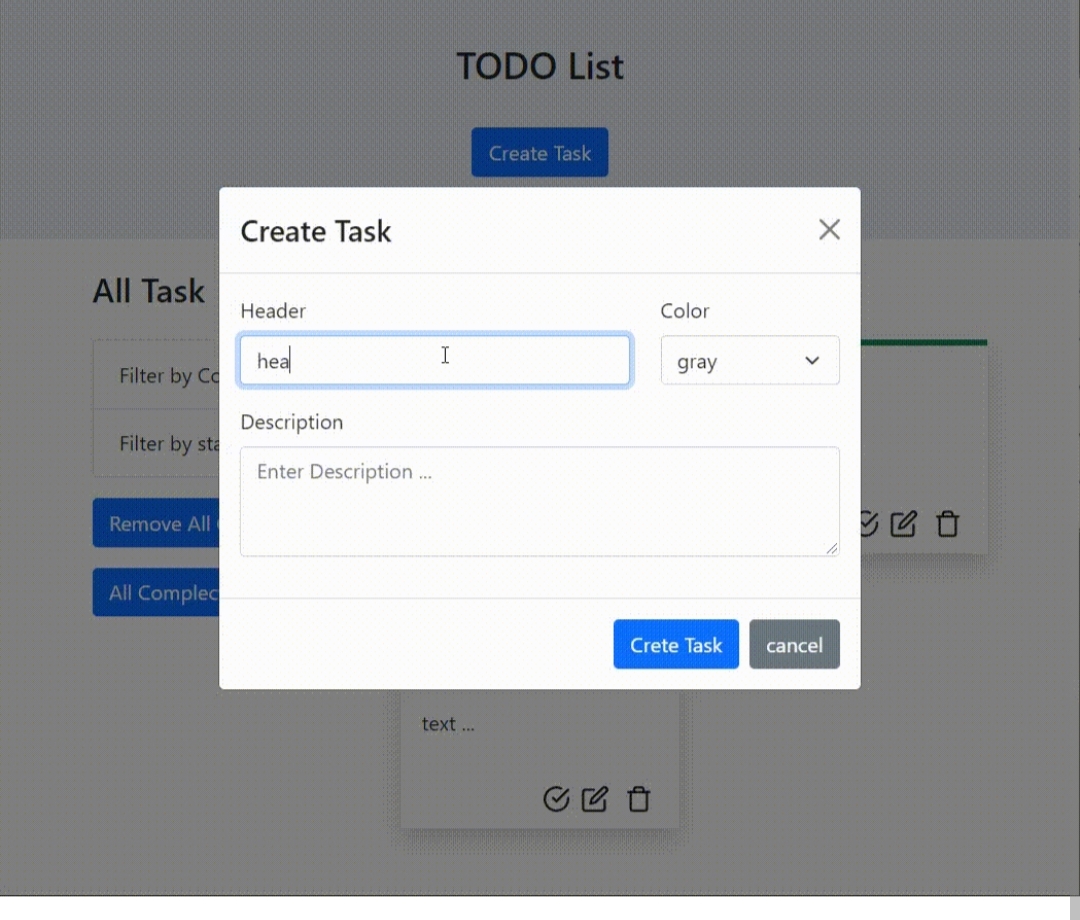 TODO List
Create Task
Create Task
Header
Color
hea
gray
Description
Enter Description ...
Crete Task
cancel
All Task
Filter by Co
Filter by sta
Remove All
All Complec
text ...